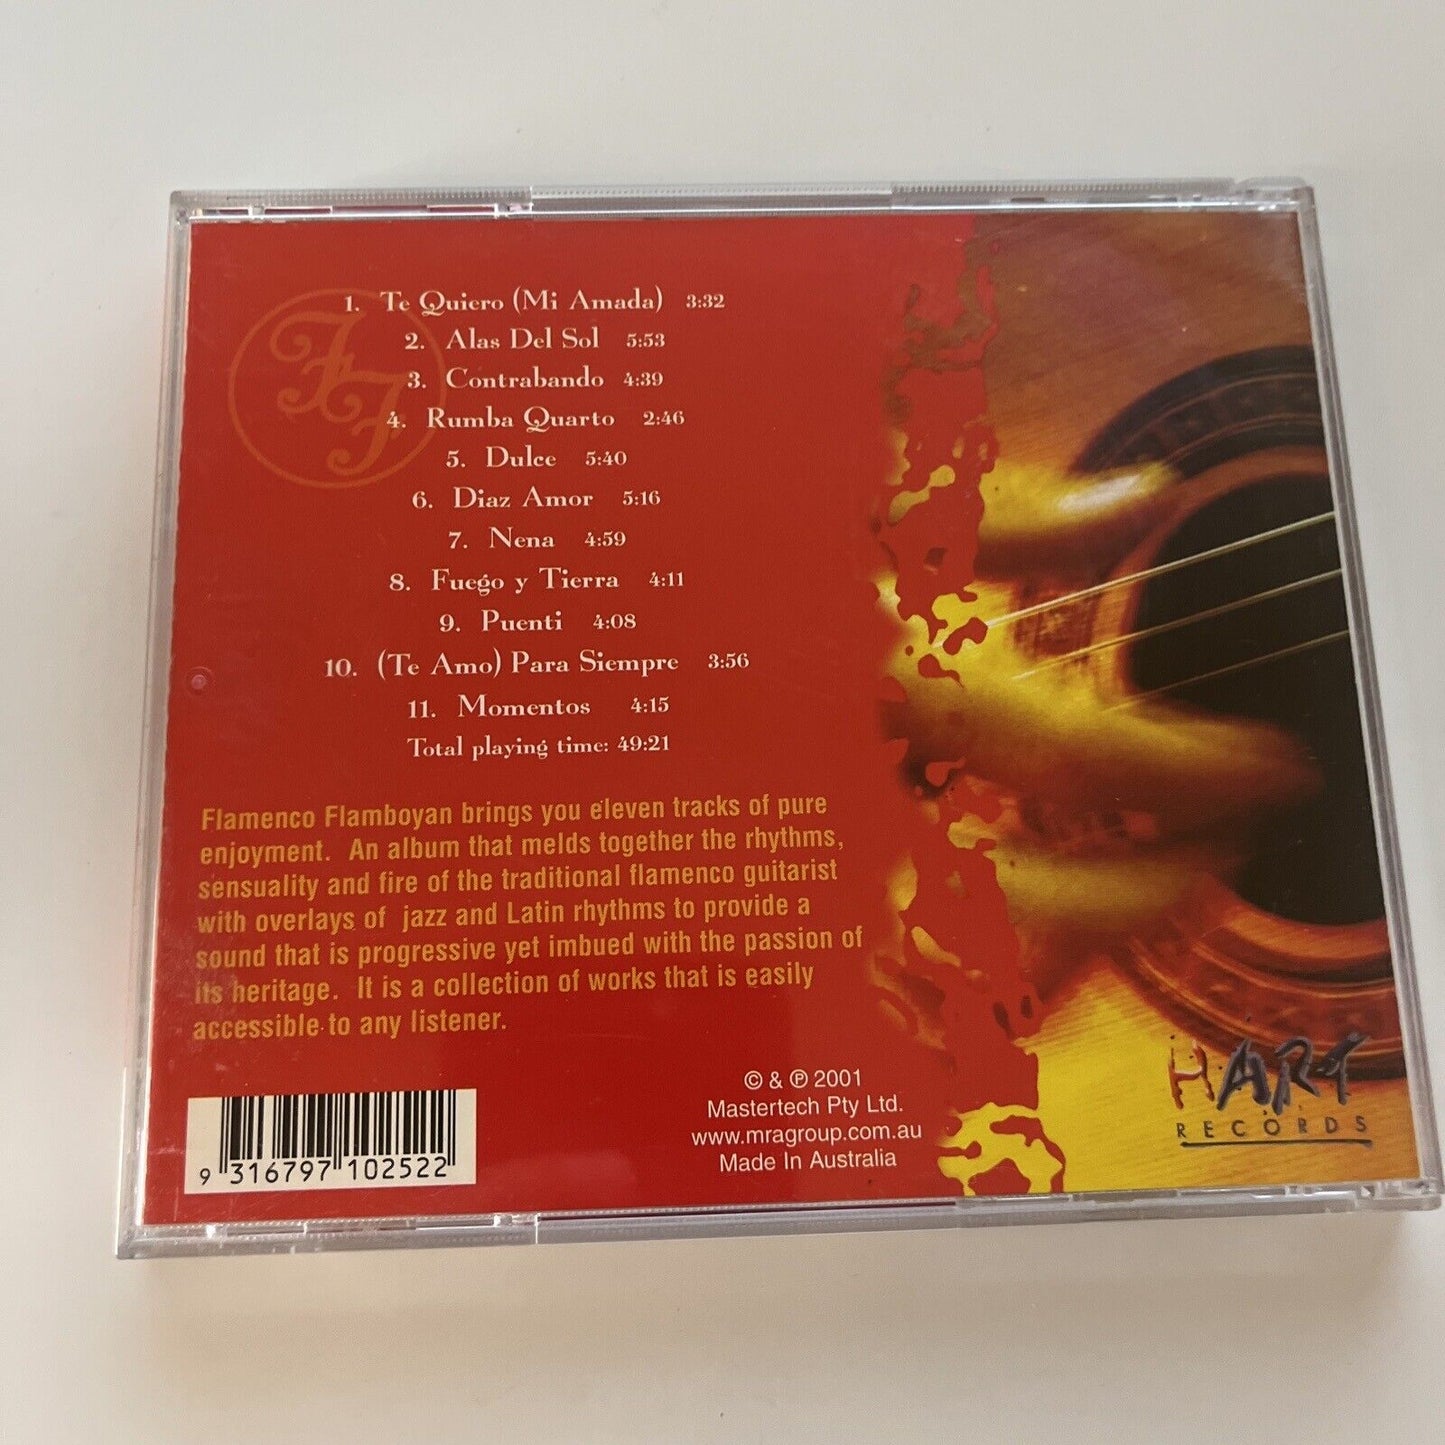 1. Te Quiero (Mi Amada) 3:32
2. Alas Del Sol 5:53
3. Contrabando 4:39
4. Rumba Quarto 2:46
5. Dulce 5:40
6. Diaz Amor 5:16
7. Nena 4:59
8. Fuego y Tierra 4:11
9. Puenti 4:08
10. (Te Amo) Para Siempre 3:56
11. Momentos 4:15
Total playing time: 49:21
Flamenco Flamboyan brings you eleven tracks of pure
enjoyment. An album that melds together the rhythms,
sensuality and fire of the traditional flamenco guitarist
with overlays of jazz and Latin rhythms to provide a
sound that is progressive yet imbued with the passion of
its heritage. It is a collection of works that is easily
accessible to any listener.
© & ℗ 2001
Mastertech Pty Ltd.
www.mragroup.com.au
Made In Australia
9 316797 102522
HART
RECORDS